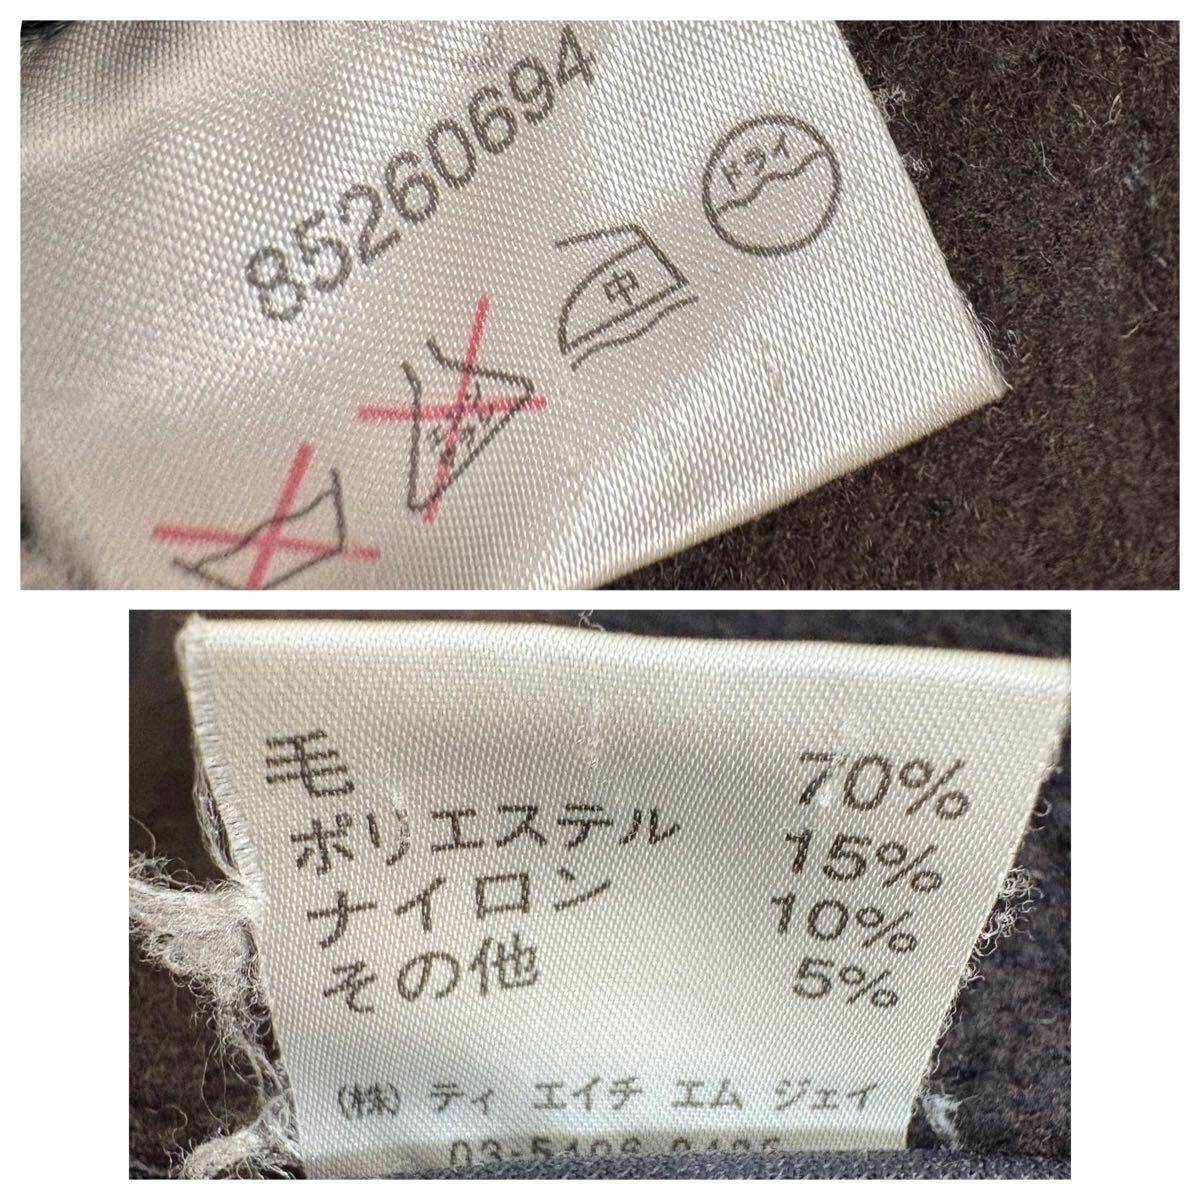 85260694
ドライ
中
毛 70%
ポリエステル 15%
ナイロン 10%
その他 5%
(株) ティ エイチ エム ジェイ